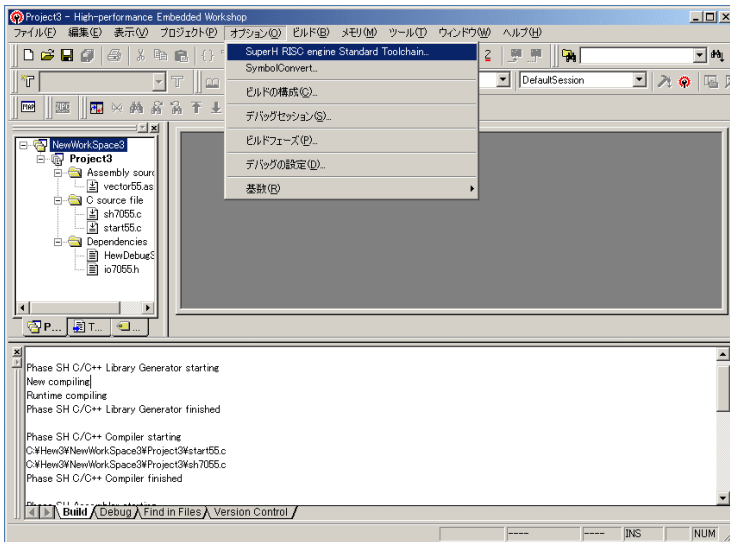 Project3 - High-performance Embedded Workshop
ファイル(F) 編集(E) 表示(V) プロジェクト(P) オプション(O) ビルド(B) メモリ(M) ツール(T) ウィンドウ(W) ヘルプ(H)
SuperH RISC engine Standard Toolchain...
SymbolConvert...
ビルドの構成(C)...
デバッグセッション(S)...
ビルドフェーズ(P)...
デバッグの設定(D)...
基数(R)
DefaultSession
NewWorkSpace3
Project3
Assembly sourc
vector55.as
C source file
sh7055.c
start55.c
Dependencies
HewDebugS
io7055.h
P... T... ...
Phase SH C/C++ Library Generator starting
New compiling
Runtime compiling
Phase SH C/C++ Library Generator finished
Phase SH C/C++ Compiler starting
C:¥Hew3¥NewWorkSpace3¥Project3¥start55.c
C:¥Hew3¥NewWorkSpace3¥Project3¥sh7055.c
Phase SH C/C++ Compiler finished
Build Debug Find in Files Version Control
---- ---- INS NUM